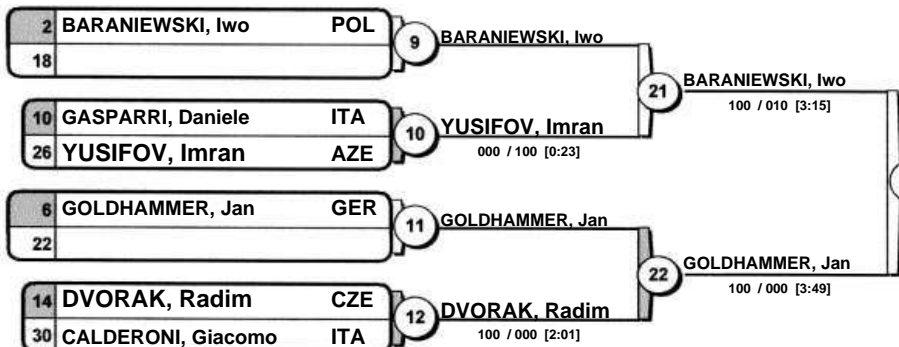 2 BARANIEWSKI, Iwo POL
18
9
BARANIEWSKI, Iwo
10 GASPARRI, Daniele ITA
26 YUSIFOV, Imran AZE
10
YUSIFOV, Imran
000 / 100 [0:23]
21
BARANIEWSKI, Iwo
100 / 010 [3:15]
6 GOLDHAMMER, Jan GER
22
11
GOLDHAMMER, Jan
14 DVORAK, Radim CZE
30 CALDERONI, Giacomo ITA
12
DVORAK, Radim
100 / 000 [2:01]
22
GOLDHAMMER, Jan
100 / 000 [3:49]